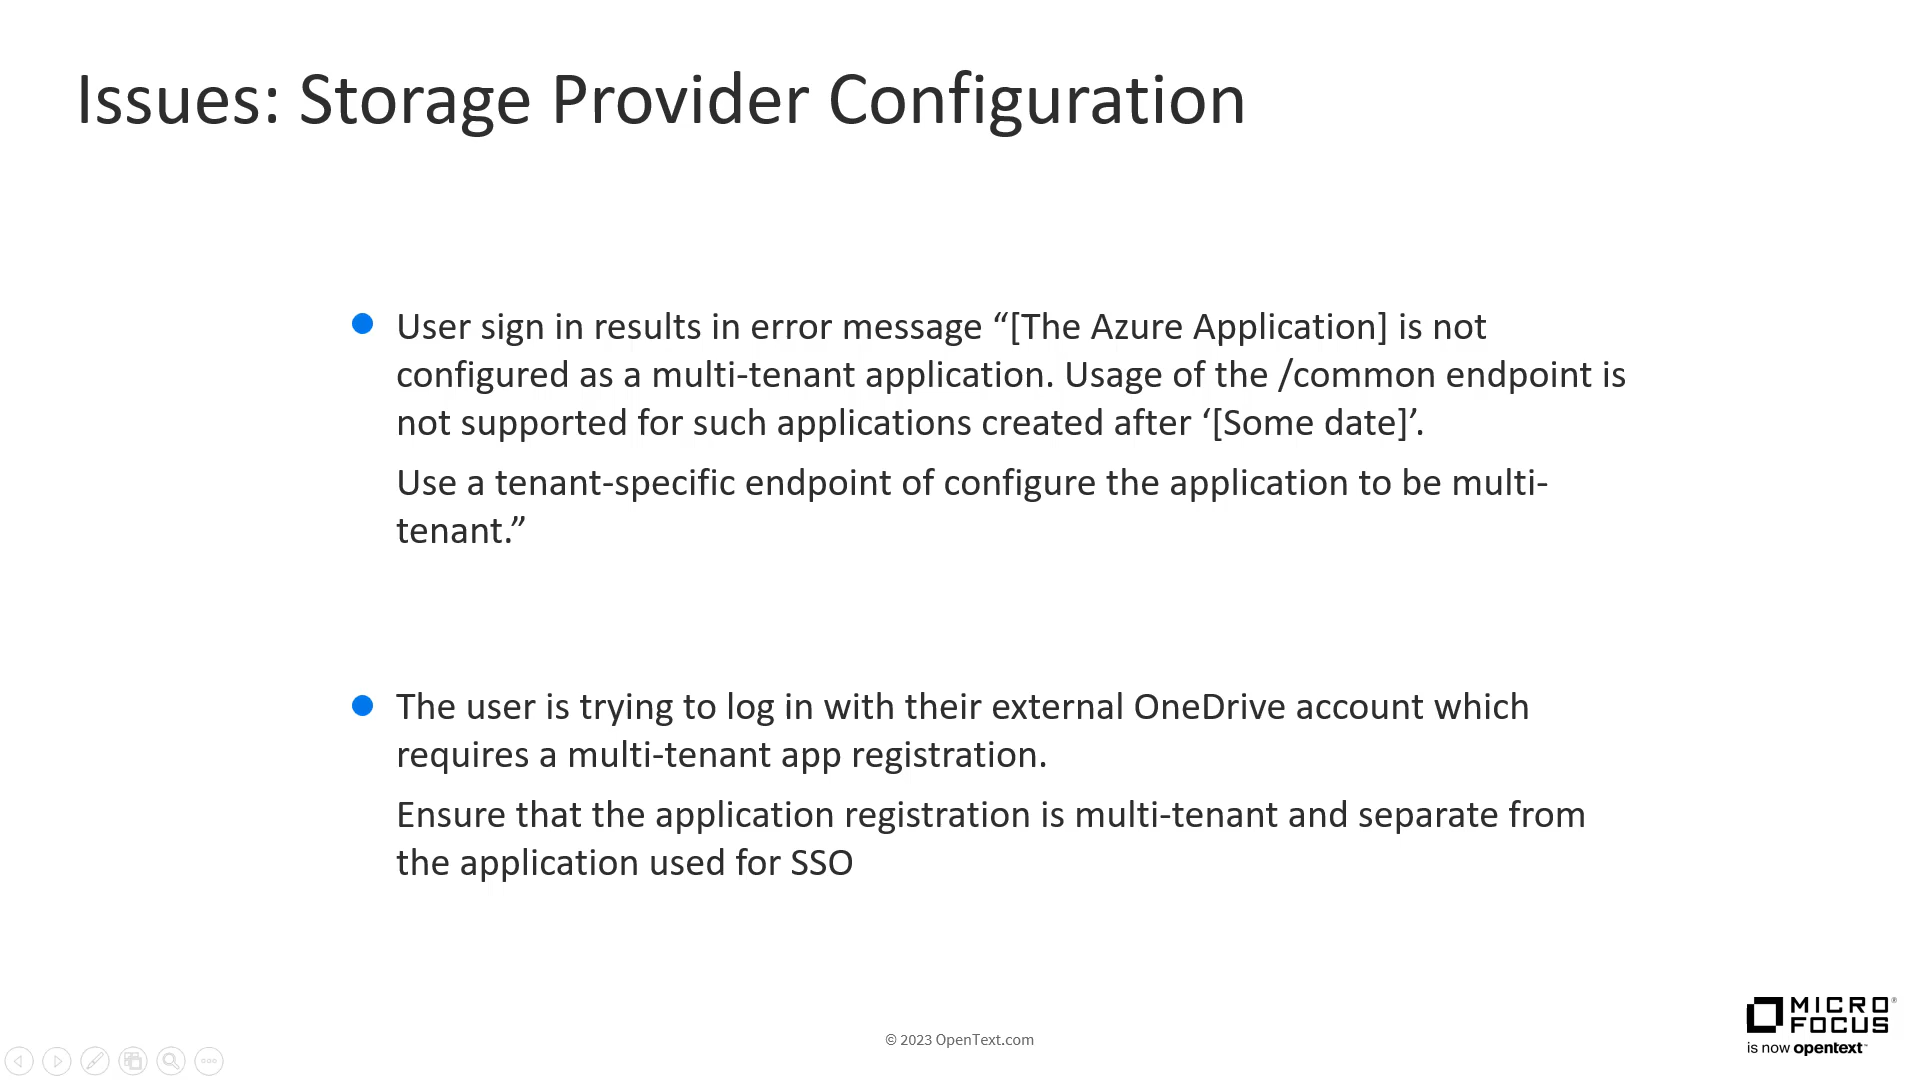 Issues: Storage Provider Configuration
User sign in results in error message “[The Azure Application] is not
configured as a multi-tenant application. Usage of the /common endpoint is
not supported for such applications created after ‘[Some date]’.
Use a tenant-specific endpoint of configure the application to be multi-
tenant.”
The user is trying to log in with their external OneDrive account which
requires a multi-tenant app registration.
Ensure that the application registration is multi-tenant and separate from
the application used for SSO
© 2023 OpenText.com
MICRO®
FOCUS
is now opentext™